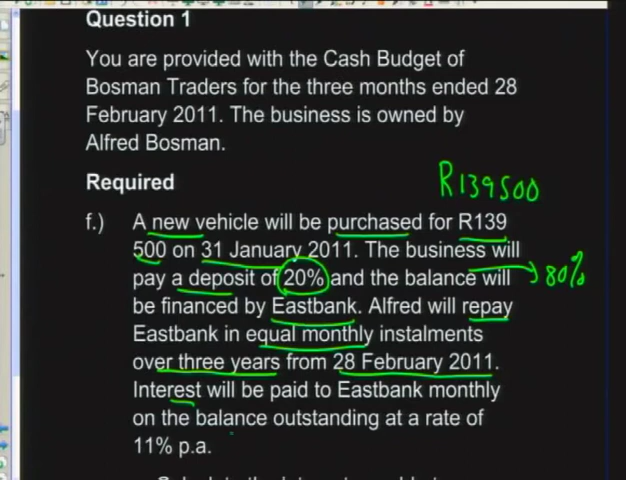 Question 1
You are provided with the Cash Budget of
Bosman Traders for the three months ended 28
February 2011. The business is owned by
Alfred Bosman.
Required
R139500
f.) A new vehicle will be purchased for R139
500 on 31 January 2011. The business will
pay a deposit of 20% and the balance will
80%
be financed by Eastbank. Alfred will repay
Eastbank in equal monthly instalments
over three years from 28 February 2011.
Interest will be paid to Eastbank monthly
on the balance outstanding at a rate of
11% p.a.